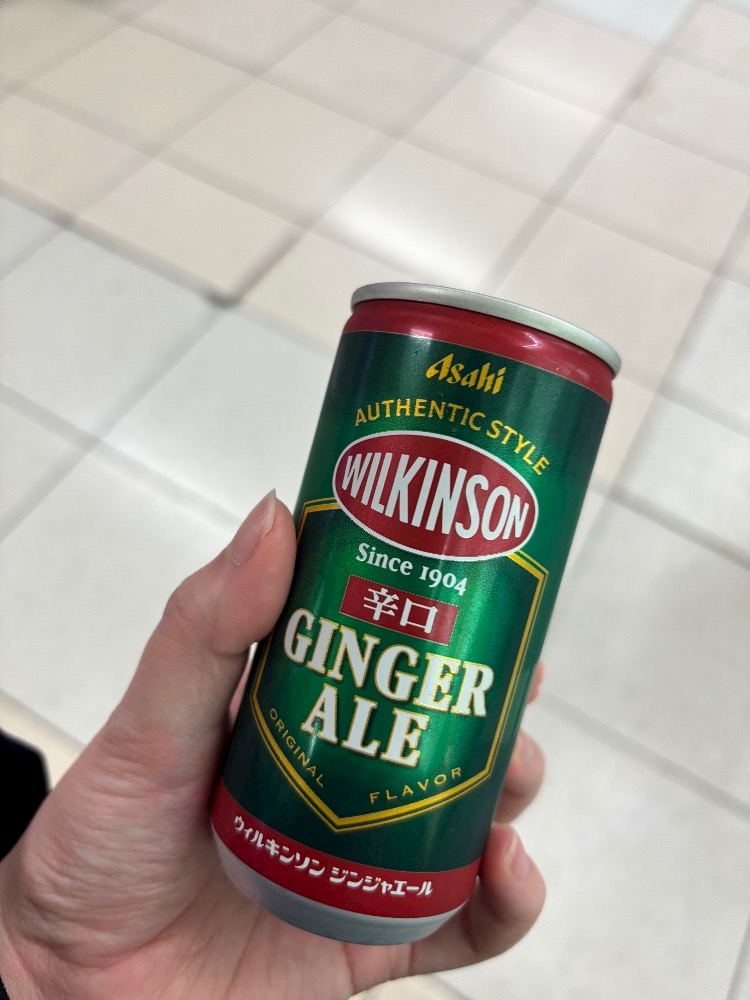 Asahi
AUTHENTIC STYLE
WILKINSON
Since 1904
辛口
GINGER
ALE
ORIGINAL FLAVOR
ウィルキンソン ジンジャエール